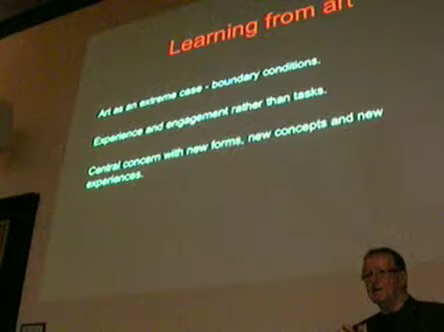 Learning from art
Art as an extreme case - boundary conditions.
Experience and engagement rather than tasks.
Central concern with new forms, new concepts and new
experiences.